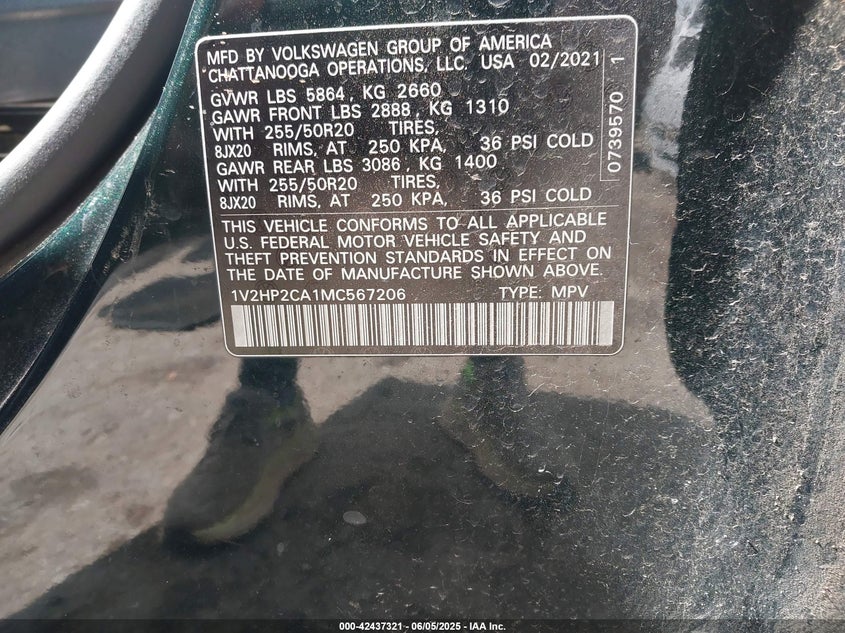 MFD BY VOLKSWAGEN GROUP OF AMERICA
CHATTANOOGA OPERATIONS, LLC, USA 02/2021
GVWR LBS 5864 , KG 2660
GAWR FRONT LBS 2888 , KG 1310
WITH 255/50R20 TIRES,
8JX20 RIMS, AT 250 KPA, 36 PSI COLD
GAWR REAR LBS 3086 , KG 1400
WITH 255/50R20 TIRES,
8JX20 RIMS, AT 250 KPA, 36 PSI COLD
THIS VEHICLE CONFORMS TO ALL APPLICABLE
U.S. FEDERAL MOTOR VEHICLE SAFETY AND
THEFT PREVENTION STANDARDS IN EFFECT ON
THE DATE OF MANUFACTURE SHOWN ABOVE.
1V2HP2CA1MC567206 TYPE: MPV
0739570 1
000-42437321 - 06/05/2025 - IAA Inc.